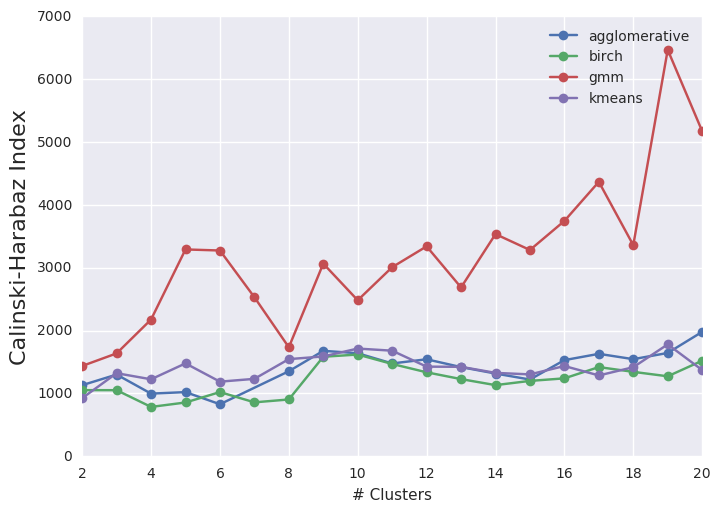 7000
6000
5000
4000
3000
2000
1000
0
Calinski-Harabaz Index
agglomerative
birch
gmm
kmeans
2 4 6 8 10 12 14 16 18 20
# Clusters